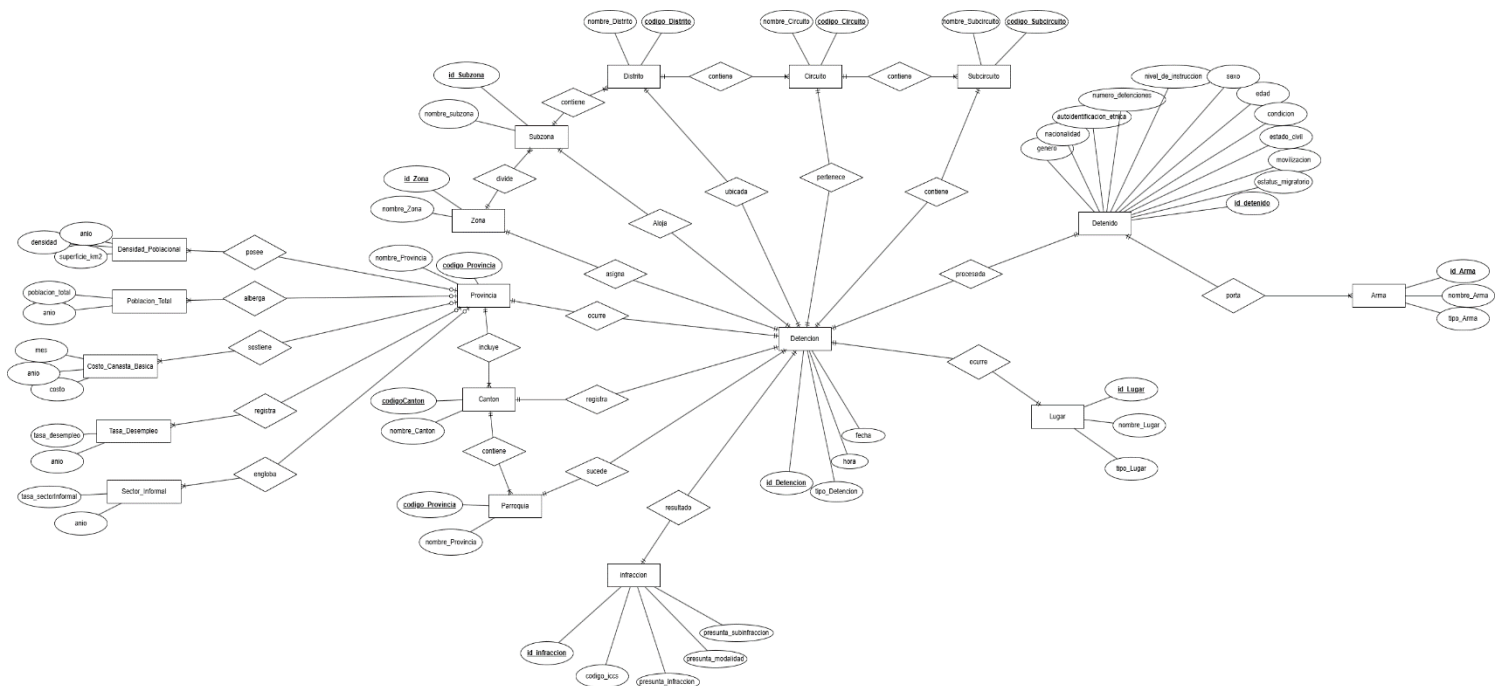 nombre_Distrito
codigo_Distrito
nombre_Circuito
codigo_Circuito
nombre_Subcircuito
codigo_Subcircuito
id_Subzona
Distrito
contiene
Circuito
contiene
Subcircuito
nivel_de_instruccion
sexo
numero_detenciones
edad
contiene
nombre_subzona
autoidentificacion_etnica
condicion
Subzona
nacionalidad
estado_civil
genero
movilizacion
id_Zona
divide
ubicada
pertenece
contiene
estatus_migratorio
id_detenido
nombre_Zona
Zona
Aloja
Detenido
anio
densidad
Densidad_Poblacional
superficie_km2
posee
nombre_Provincia
codigo_Provincia
asigna
procesada
id_Arma
poblacion_total
Poblacion_Total
anio
alberga
Provincia
ocurre
porta
Arma
nombre_Arma
tipo_Arma
mes
sostiene
incluye
Detencion
anio
Costo_Canasta_Basica
costo
ocurre
id_Lugar
codigoCanton
Canton
registra
registra
nombre_Canton
Lugar
nombre_Lugar
tasa_desempleo
Tasa_Desempleo
fecha
anio
contiene
hora
tipo_Lugar
engloba
sucede
id_Detencion
tipo_Detencion
tasa_sectorInformal
Sector_Informal
codigo_Provincia
Parroquia
resultado
anio
nombre_Provincia
Infraccion
presunta_subinfraccion
id_infraccion
presunta_modalidad
codigo_iccs
presunta_infraccion